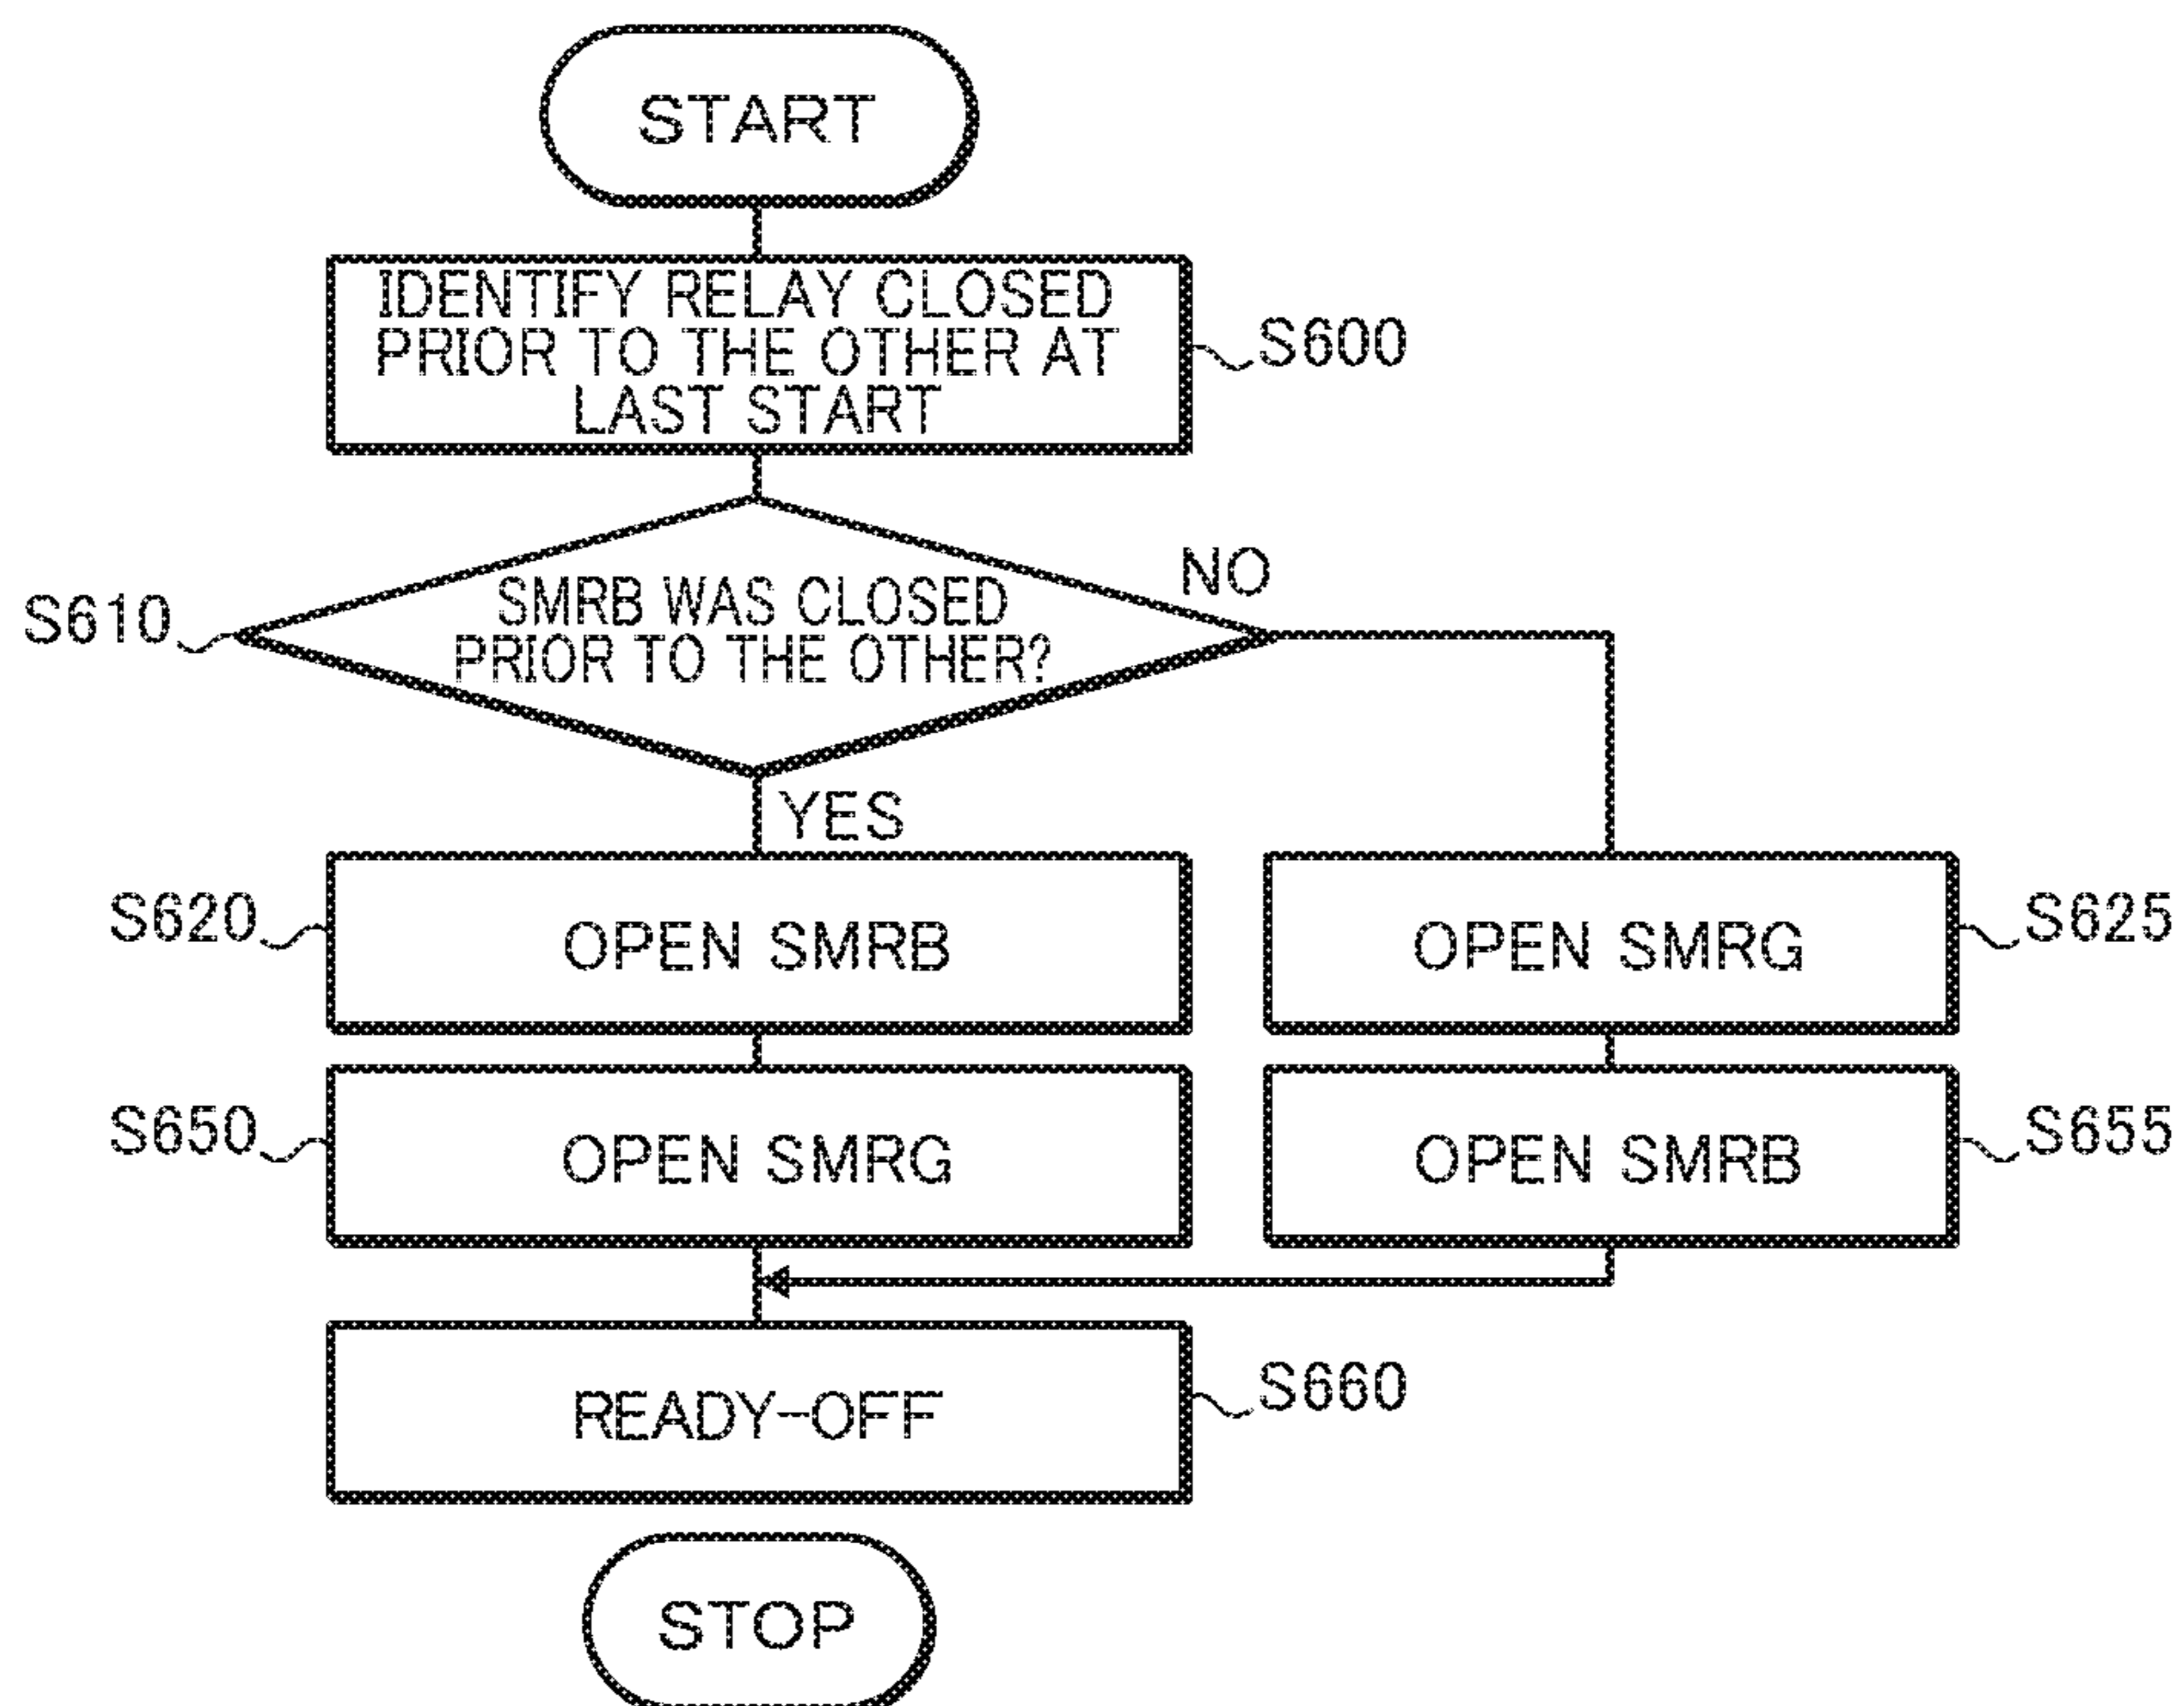 START
IDENTIFY RELAY CLOSED
PRIOR TO THE OTHER AT
LAST START
S600
NO
S610
SMRB WAS CLOSED
PRIOR TO THE OTHER?
YES
S620
OPEN SMRB
OPEN SMRG
S625
S650
OPEN SMRG
OPEN SMRB
S655
READY-OFF
S660
STOP